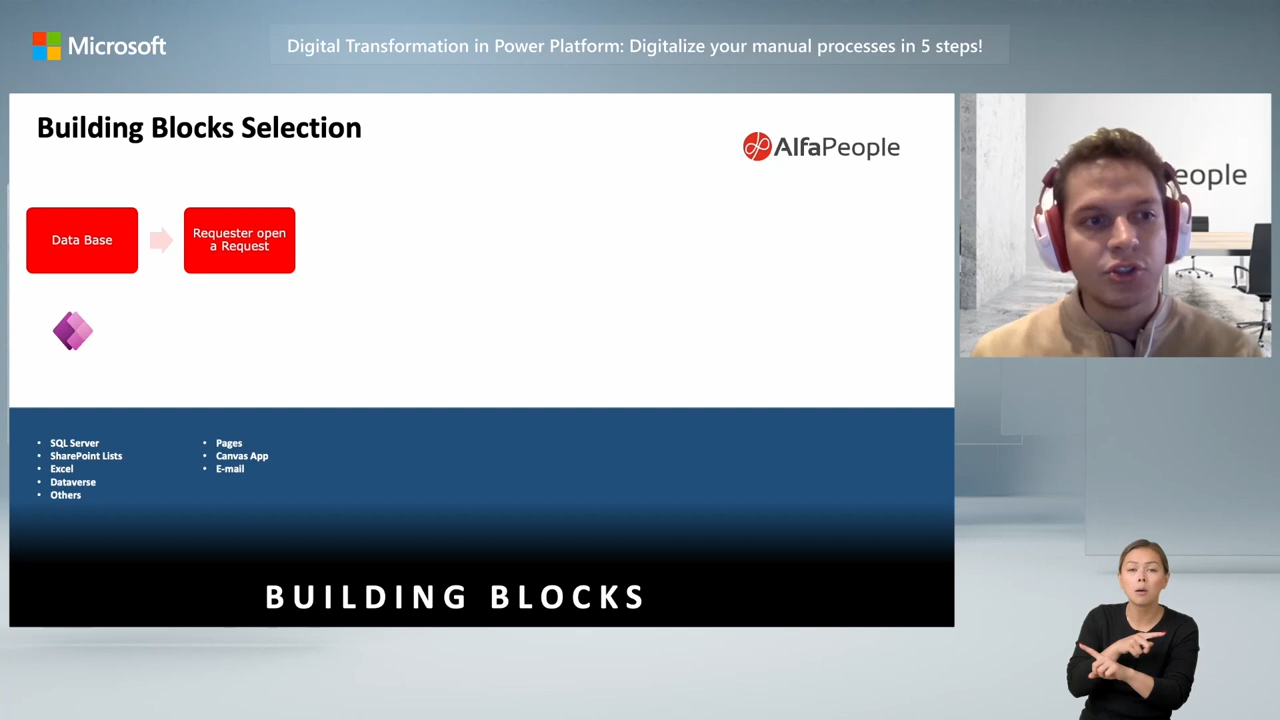 Microsoft
Digital Transformation in Power Platform: Digitalize your manual processes in 5 steps!
Building Blocks Selection
AlfaPeople
eople
Data Base
Requester open
a Request
• SQL Server
• SharePoint Lists
• Excel
• Dataverse
• Others
• Pages
• Canvas App
• E-mail
BUILDING BLOCKS